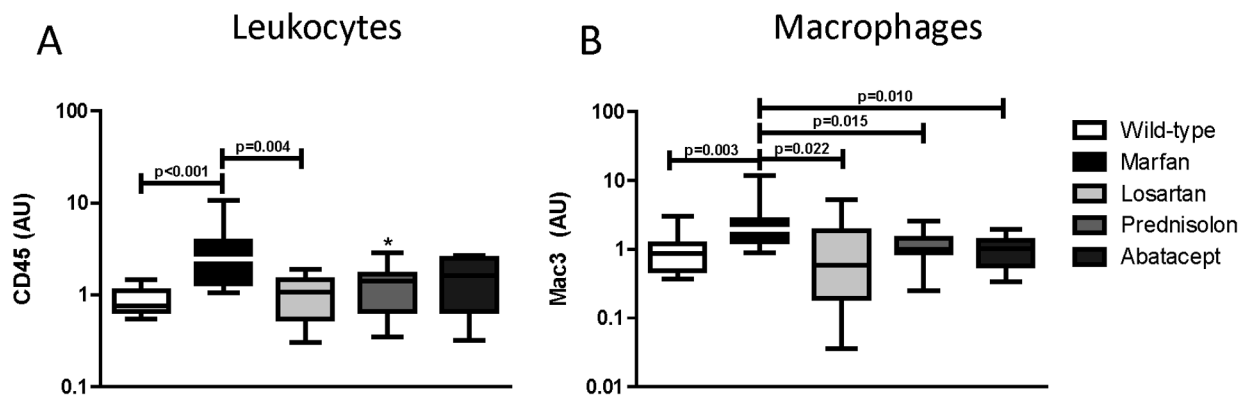 A
Leukocytes
CD45 (AU)
100
10
1
0.1
p<0.001
p=0.004
*
B
Macrophages
Mac3 (AU)
100
10
1
0.1
0.01
p=0.003
p=0.022
p=0.015
p=0.010
Wild-type
Marfan
Losartan
Prednisolon
Abatacept